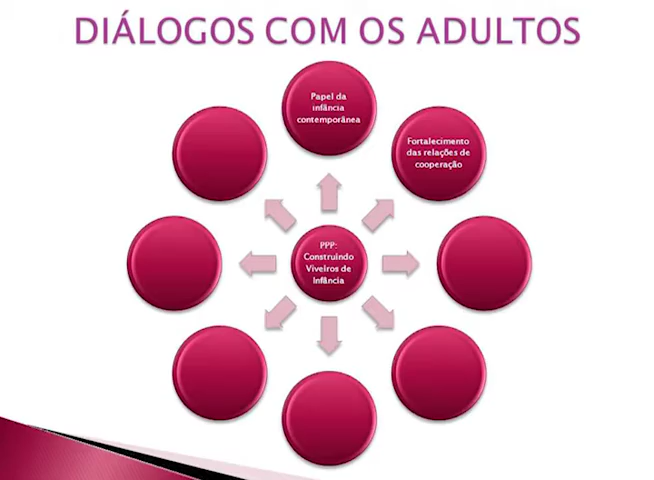 DIÁLOGOS COM OS ADULTOS
Papel da
infância
contemporânea
Fortalecimento
das relações de
cooperação
PPP:
Construindo
Viveiros de
Infância